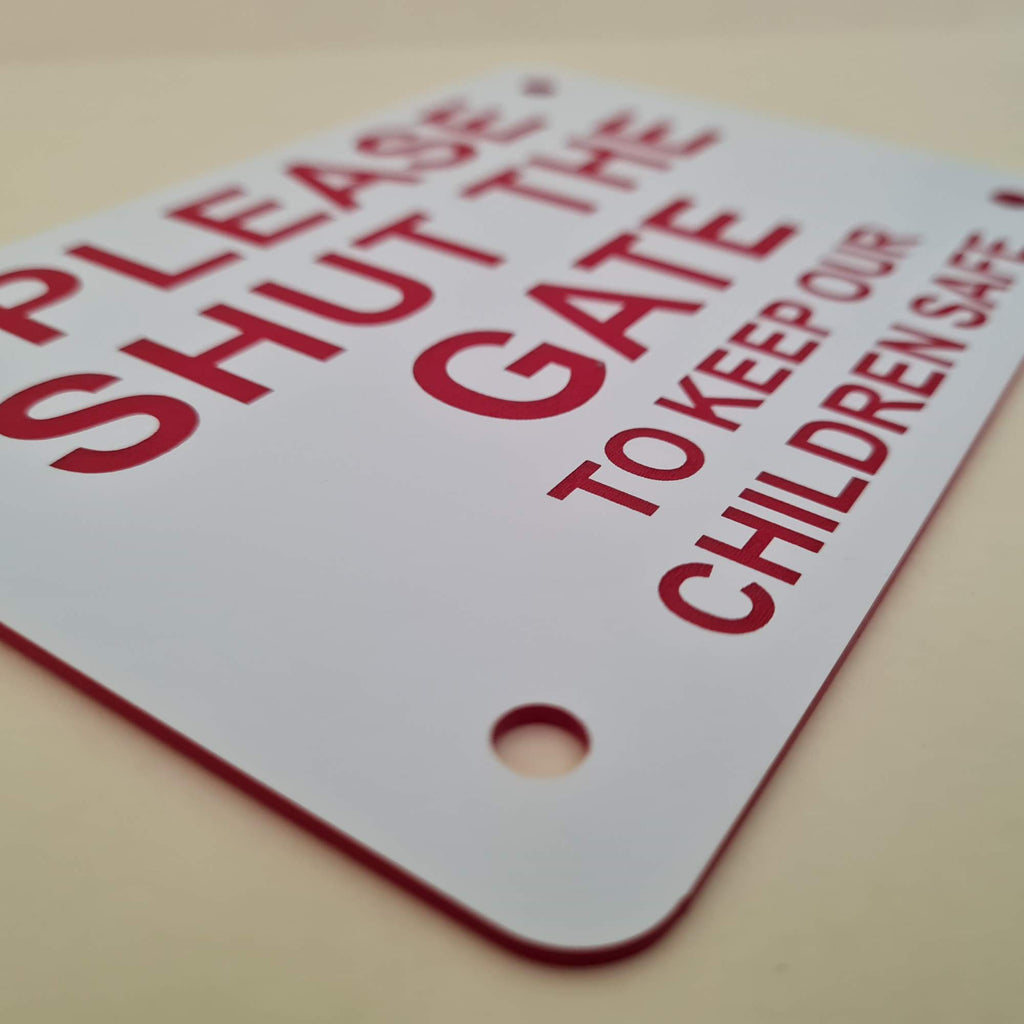 PLEASE
SHUT THE
GATE
TO KEEP OUR
CHILDREN SAFE